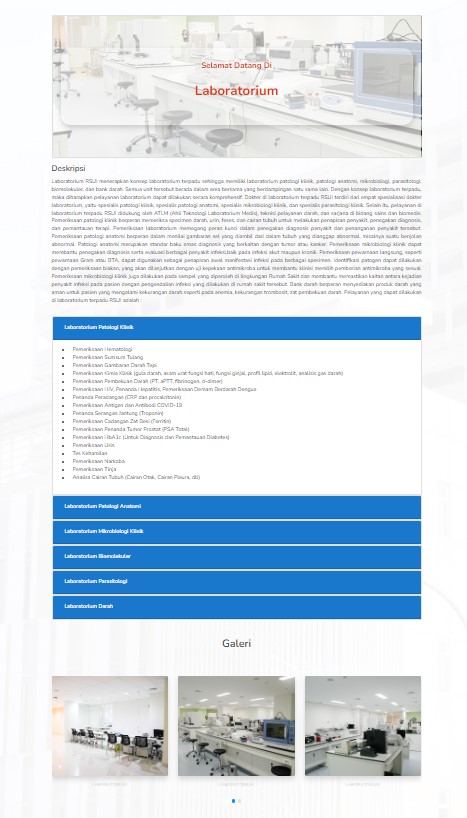 Selamat Datang Di
Laboratorium
Deskripsi
Laboratorium RSUI menerapkan konsep laboratorium terpadu sehingga memiliki laboratorium patologi klinik, patologi anatomi, mikrobiologi, parasitologi,
biomolekuler, dan bank darah. Semua unit tersebut berada dalam area bersama yang berdampingan satu sama lain. Dengan konsep laboratorium terpadu,
maka diharapkan pelayanan laboratorium dapat dilakukan secara komprehensif. Dokter di laboratorium RSUI terdiri dari empat spesialisasi dokter
laboratorium, yaitu spesialis patologi klinik, spesialis patologi anatomi, spesialis mikrobiologi klinik, dan spesialis parasitologi klinik. Selain itu, pelayanan di
laboratorium terpadu RSUI didukung oleh ATLM (Ahli Teknologi Laboratorium Medis), teknisi pelayanan darah, dan sarjana di bidang sains dan biomedis.
Pemeriksaan patologi klinik berperan memeriksa spesimen darah, urin, dan cairan tubuh untuk melakukan penapisan penyakit, penegakan diagnosis,
dan pemantauan terapi. Pemeriksaan laboratorium memegang peran kunci dalam penegakan diagnosis penyakit dan penanganan penyakit tersebut.
Pemeriksaan patologi anatomi berperan dalam menilai gambaran sel yang diambil dari dalam tubuh yang dianggap abnormal, misalnya suatu benjolan
abnormal. Patologi anatomi merupakan standar baku emas diagnosis yang berkaitan dengan tumor atau kanker. Pemeriksaan mikrobiologi klinik dapat
membantu penegakan diagnosis serta evaluasi berbagai penyakit infeksi,baik pada infeksi akut maupun kronik. Pemeriksaan pewarnaan langsung, seperti
pewarnaan Gram atau BTA, dapat digunakan sebagai penapisan awal manifestasi infeksi pada berbagai spesimen. Identifikasi patogen dapat dilakukan
dengan pemeriksaan biakan, yang akan dilanjutkan dengan uji kepekaan antimikroba untuk membantu klinisi memilih pemberian antimikroba yang sesuai.
Pemeriksaan mikrobiologi klinik juga dapat dilakukan pada sampel yang diperoleh di lingkungan Rumah Sakit dan membantu memastikan kaitan antara kejadian
penyakit infeksi pada pasien dengan pengendalian infeksi yang dilakukan di rumah sakit tersebut. Bank darah berperan menyediakan produk darah yang
aman untuk pasien yang mengalami kekurangan darah seperti pada anemia, kekurangan trombosit, zat pembekuan darah. Pelayanan yang dapat dilakukan
di laboratorium terpadu RSUI adalah :
Laboratorium Patologi Klinik
Pemeriksaan Hematologi
Pemeriksaan Sumsum Tulang
Pemeriksaan Gambaran Darah Tepi
Pemeriksaan Kimia Klinik (gula darah, asam urat fungsi hati, fungsi ginjal, profil lipid, elektrolit, analisis gas darah)
Pemeriksaan Pembekuan Darah (PT, aPTT, fibrinogen, d-dimer)
Pemeriksaan HIV, Penanda Hepatitis, Pemeriksaan Demam Berdarah Dengue
Penanda Peradangan (CRP dan procalcitonin)
Pemeriksaan Antigen dan Antibodi COVID-19
Penanda Serangan Jantung (Troponin)
Pemeriksaan Cadangan Zat Besi (Ferritin)
Pemeriksaan Penanda Tumor Prostat (PSA Total)
Pemeriksaan HbA1c (Untuk Diagnosis dan Pemantauan Diabetes)
Pemeriksaan Urin
Tes Kehamilan
Pemeriksaan Narkoba
Pemeriksaan Tinja
Analisa Cairan Tubuh (Cairan Otak, Cairan Pleura, dll)
Laboratorium Patologi Anatomi
Laboratorium Mikrobiologi Klinik
Laboratorium Biomolekuler
Laboratorium Parasitologi
Laboratorium Darah
Galeri